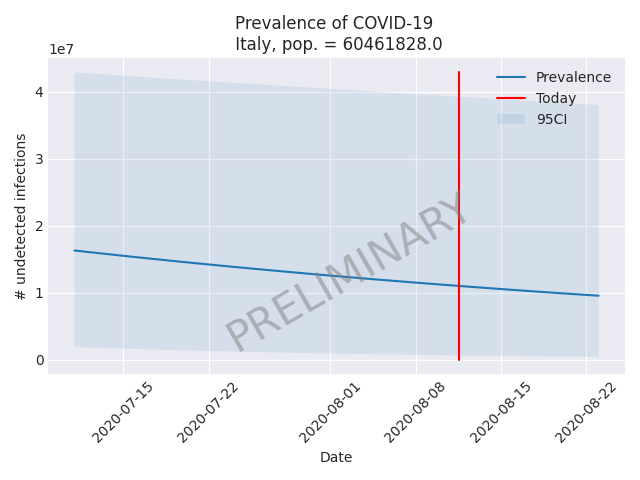 Prevalence of COVID-19
Italy, pop. = 60461828.0
1e7
4
3
2
1
0
# undetected infections
Prevalence
Today
95CI
PRELIMINARY
2020-07-15
2020-07-22
2020-08-01
2020-08-08
2020-08-15
2020-08-22
Date